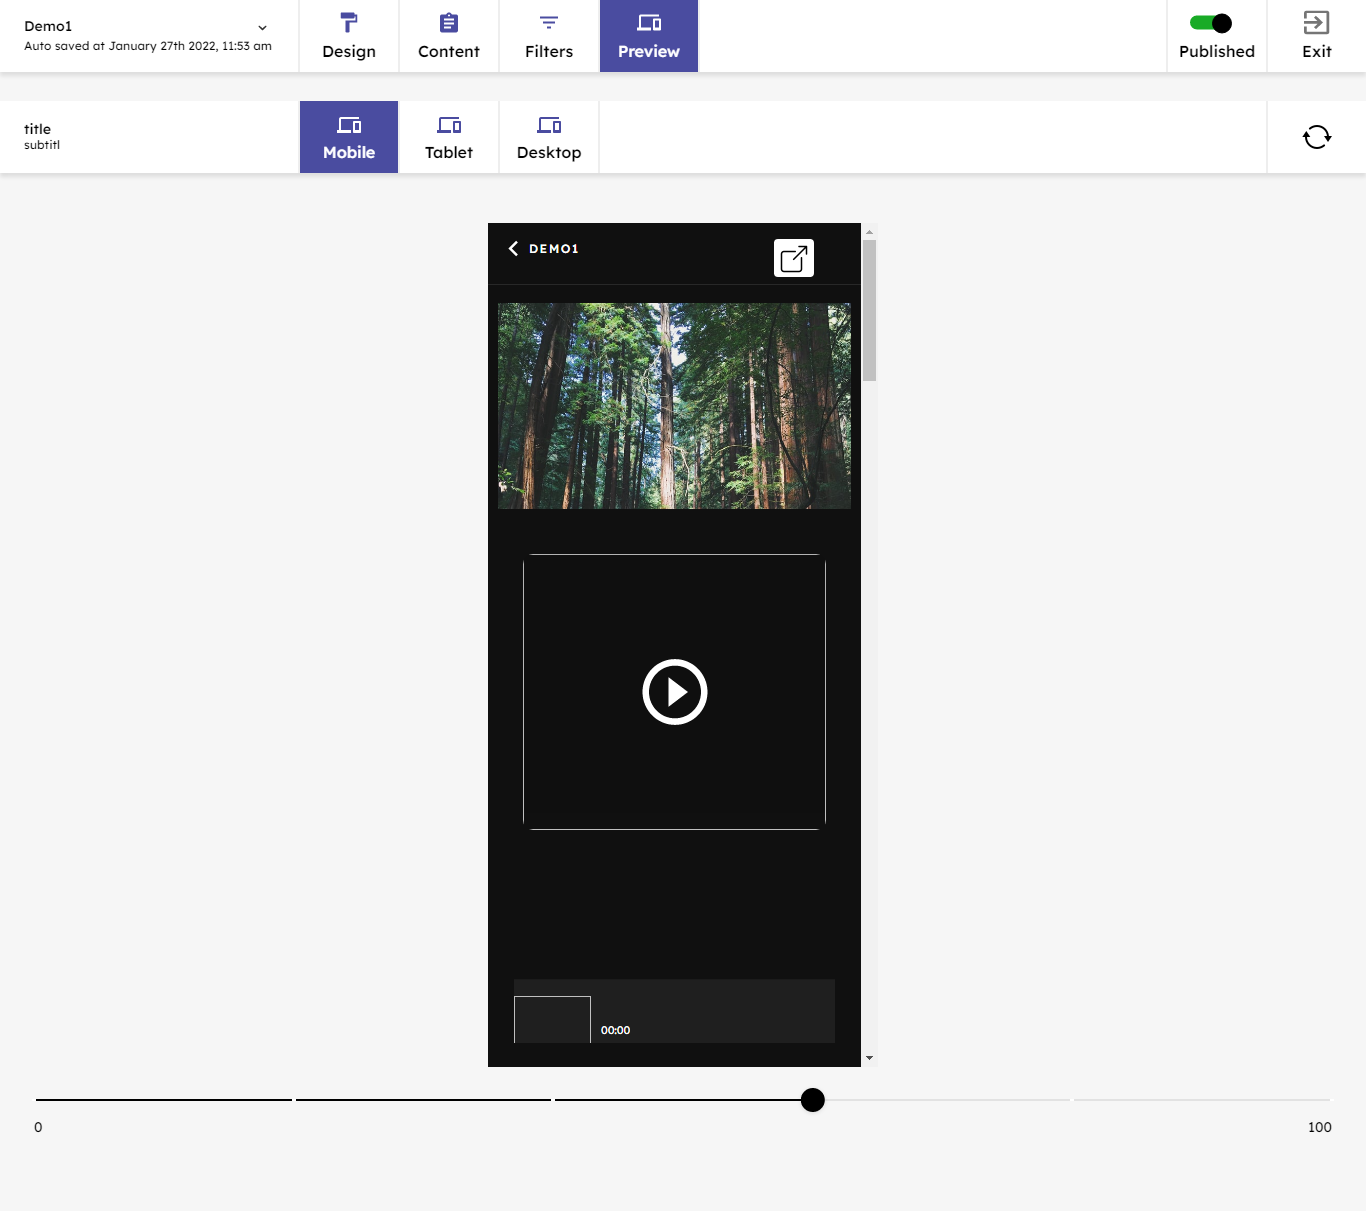 Demo1
Auto saved at January 27th 2022, 11:53 am
Design
Content
Filters
Preview
Published
Exit
title
subtitl
Mobile
Tablet
Desktop
DEMO1
00:00
0
100